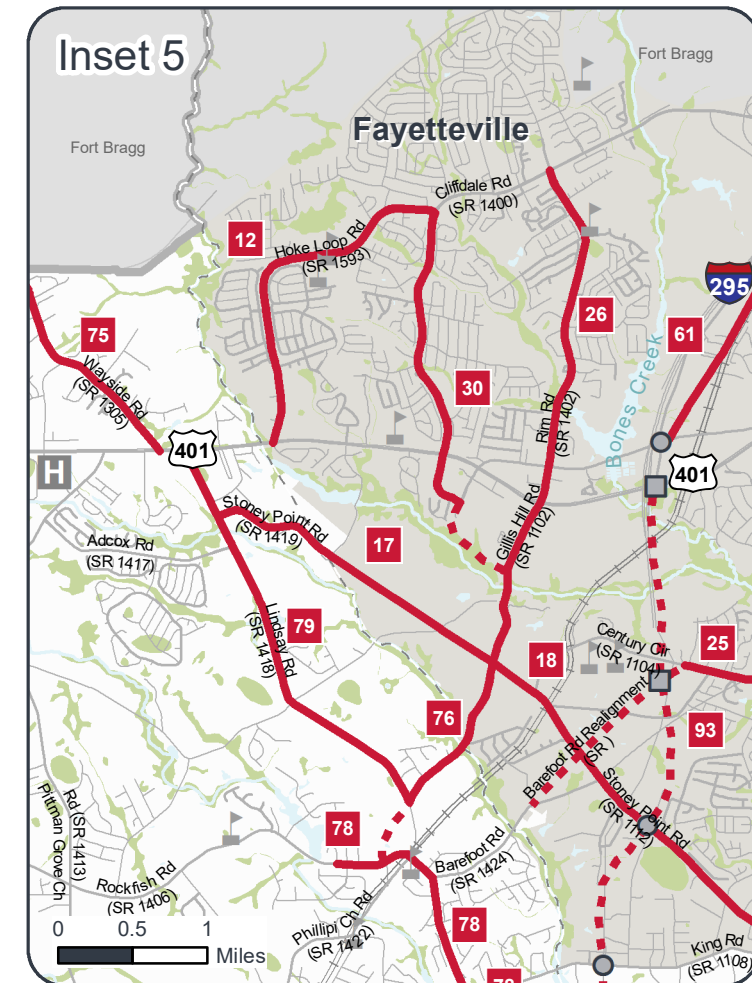 Inset 5
Fort Bragg
Fayetteville
Fort Bragg
Cliffdale Rd
(SR 1400)
12
Hoke Loop Rd
(SR 1593)
295
26
61
75
Wayside Rd
(SR 1305)
30
Bones Creek
Rim Rd
(SR 1402)
401
H
401
Stoney Point Rd
(SR 1419)
Gillis Hill Rd
(SR 1102)
17
Adcox Rd
(SR 1417)
79
Lindsay Rd
(SR 1418)
Century Cir
(SR 1104)
25
18
76
93
Barefoot Rd Realignment
(SR )
Stoney Point Rd
(SR 1112)
78
Pittman Grove Ch
Rd (SR 1413)
Rockfish Rd
(SR 1406)
Barefoot Rd
(SR 1424)
78
Phillipi Ch Rd
(SR 1422)
King Rd
(SR 1108)
0 0.5 1
Miles